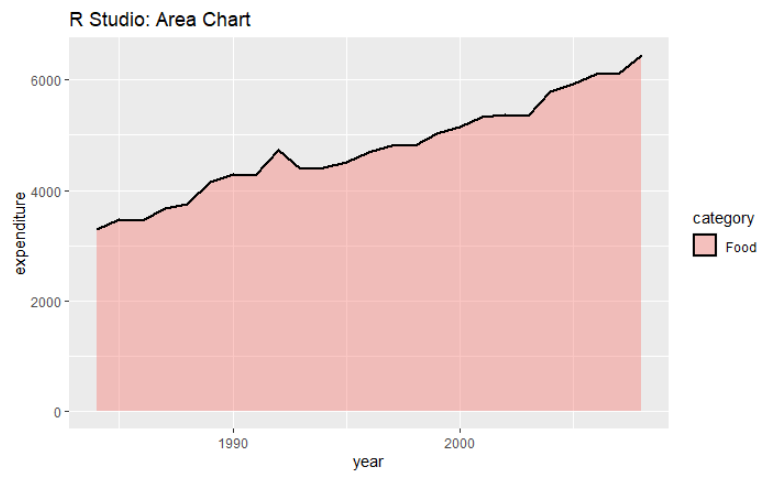 R Studio: Area Chart
6000
4000
2000
0
expenditure
1990
2000
year
category
Food